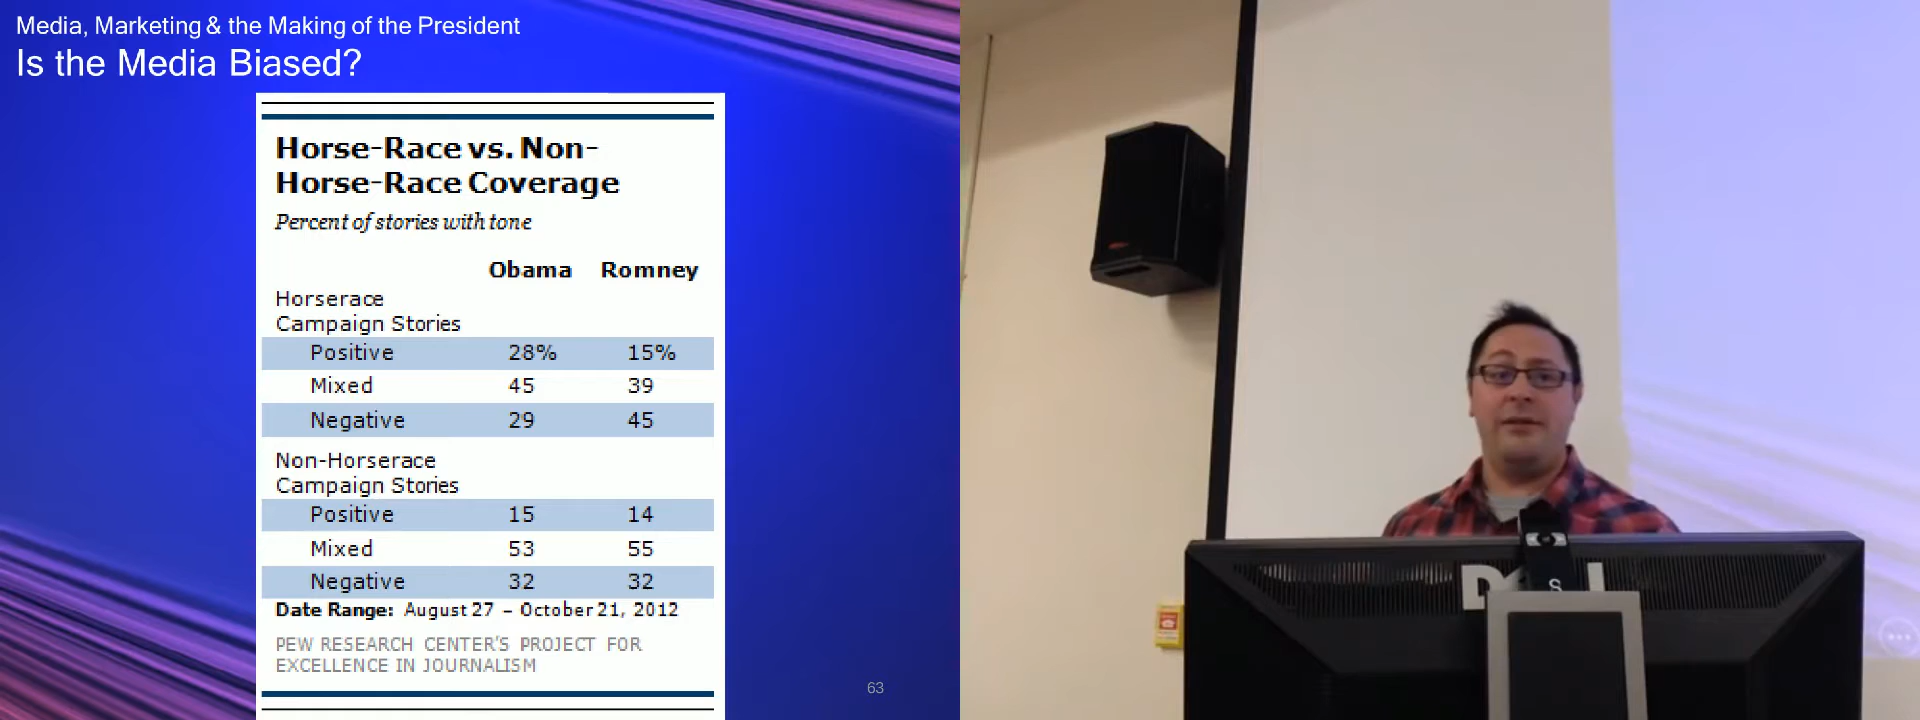 Media, Marketing & the Making of the President
Is the Media Biased?
Horse-Race vs. Non-
Horse-Race Coverage
Percent of stories with tone
Obama Romney
Horserace
Campaign Stories
Positive 28% 15%
Mixed 45 39
Negative 29 45
Non-Horserace
Campaign Stories
Positive 15 14
Mixed 53 55
Negative 32 32
Date Range: August 27 – October 21, 2012
PEW RESEARCH CENTER'S PROJECT FOR
EXCELLENCE IN JOURNALISM
63
S